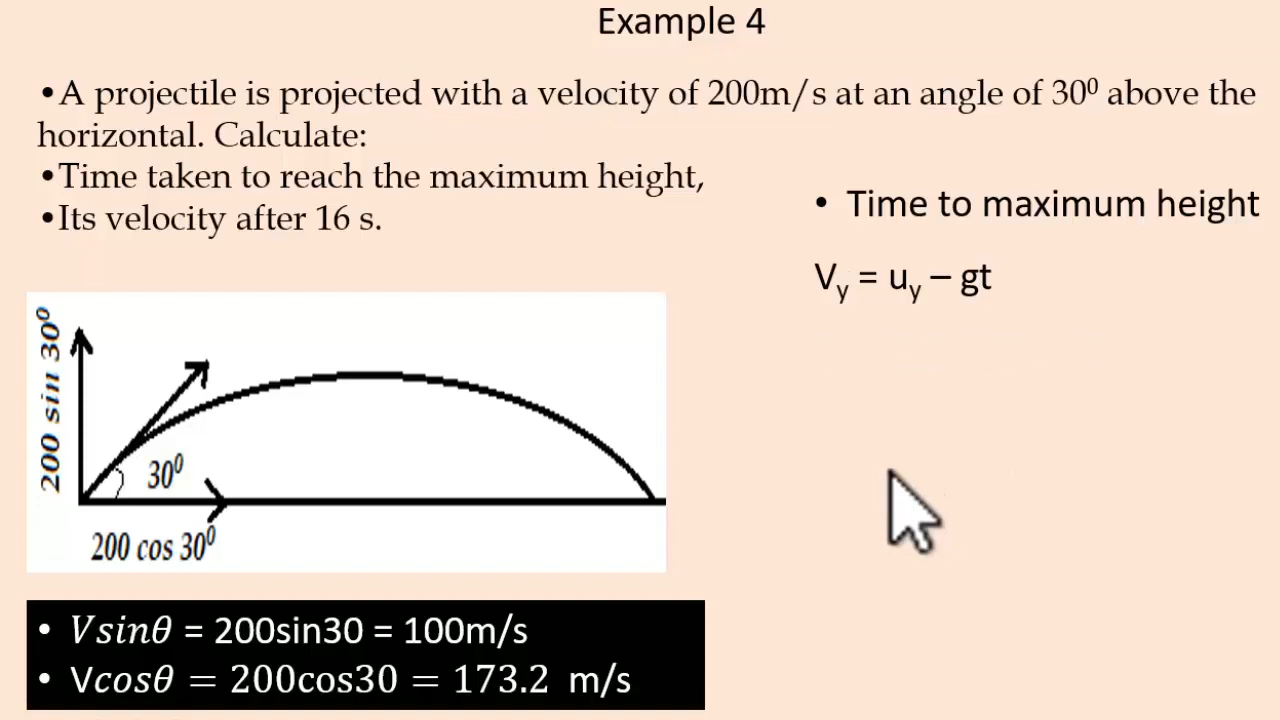 Example 4
•A projectile is projected with a velocity of 200m/s at an angle of 30⁰ above the
horizontal. Calculate:
•Time taken to reach the maximum height,
•Its velocity after 16 s.
• Time to maximum height
Vy = uy – gt
200 sin 30⁰
30⁰
200 cos 30⁰
• Vsinθ = 200sin30 = 100m/s
• Vcosθ = 200cos30 = 173.2 m/s